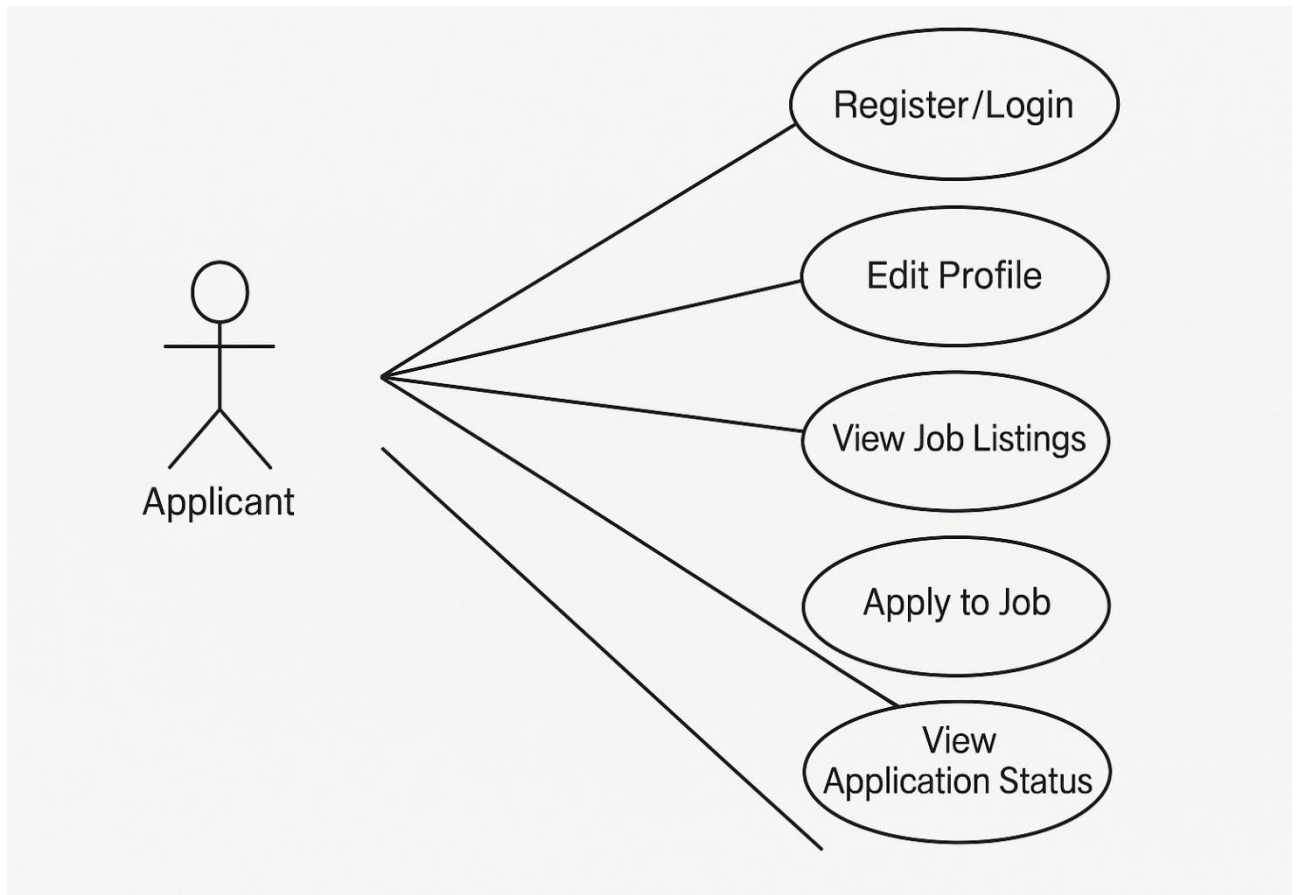 Register/Login
Edit Profile
View Job Listings
Applicant
Apply to Job
View
Application Status